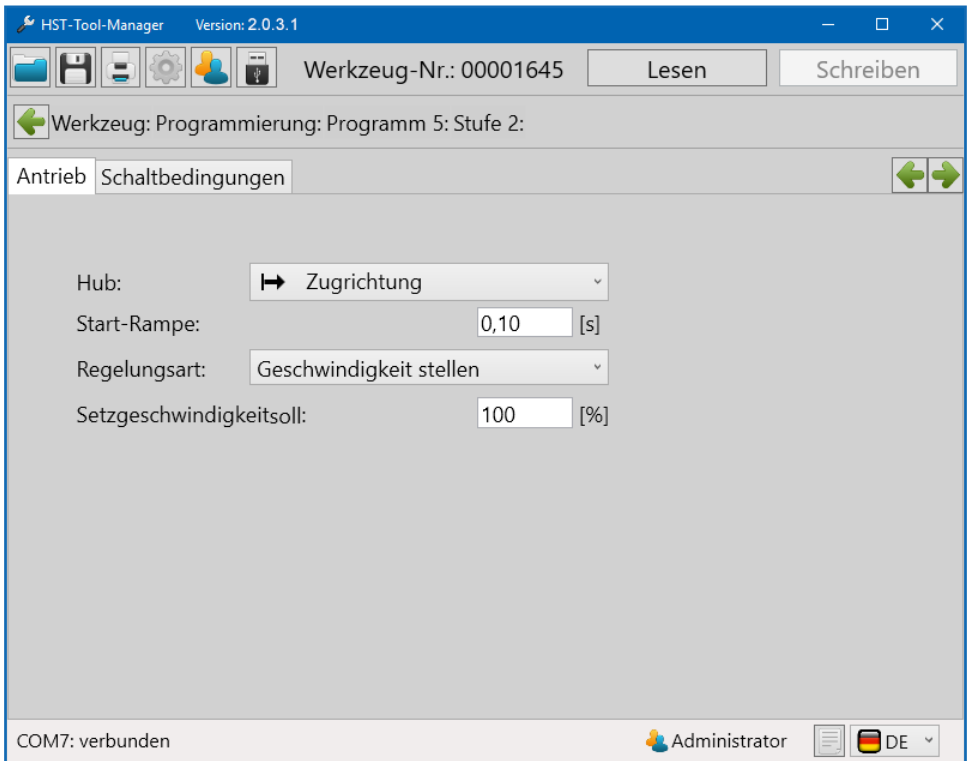 HST-Tool-Manager Version: 2.0.3.1
Werkzeug-Nr.: 00001645 Lesen Schreiben
Werkzeug: Programmierung: Programm 5: Stufe 2:
Antrieb Schaltbedingungen
Hub: Zugrichtung
Start-Rampe: 0,10 [s]
Regelungsart: Geschwindigkeit stellen
Setzgeschwindigkeitsoll: 100 [%]
COM7: verbunden Administrator DE